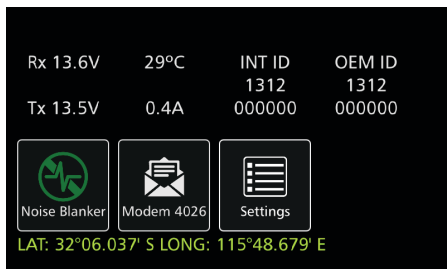 Rx 13.6V 29°C INT ID OEM ID
1312 1312
Tx 13.5V 0.4A 000000 000000
Noise Blanker Modem 4026 Settings
LAT: 32°06.037' S LONG: 115°48.679' E